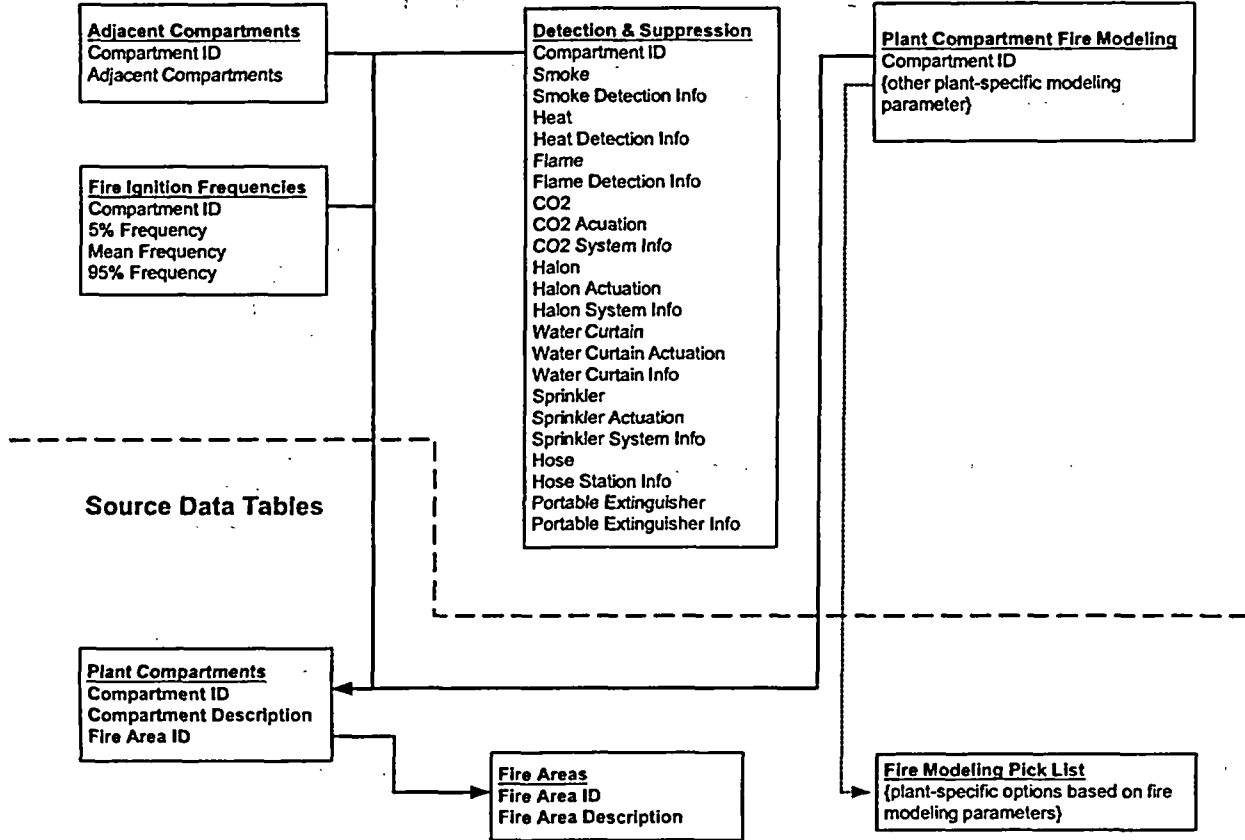 Adjacent Compartments
Compartment ID
Adjacent Compartments
Fire Ignition Frequencies
Compartment ID
5% Frequency
Mean Frequency
95% Frequency
Detection & Suppression
Compartment ID
Smoke
Smoke Detection Info
Heat
Heat Detection Info
Flame
Flame Detection Info
CO2
CO2 Acuation
CO2 System Info
Halon
Halon Actuation
Halon System Info
Water Curtain
Water Curtain Actuation
Water Curtain Info
Sprinkler
Sprinkler Actuation
Sprinkler System Info
Hose
Hose Station Info
Portable Extinguisher
Portable Extinguisher Info
Plant Compartment Fire Modeling
Compartment ID
{other plant-specific modeling
parameter}
Source Data Tables
Plant Compartments
Compartment ID
Compartment Description
Fire Area ID
Fire Areas
Fire Area ID
Fire Area Description
Fire Modeling Pick List
{plant-specific options based on fire
modeling parameters}